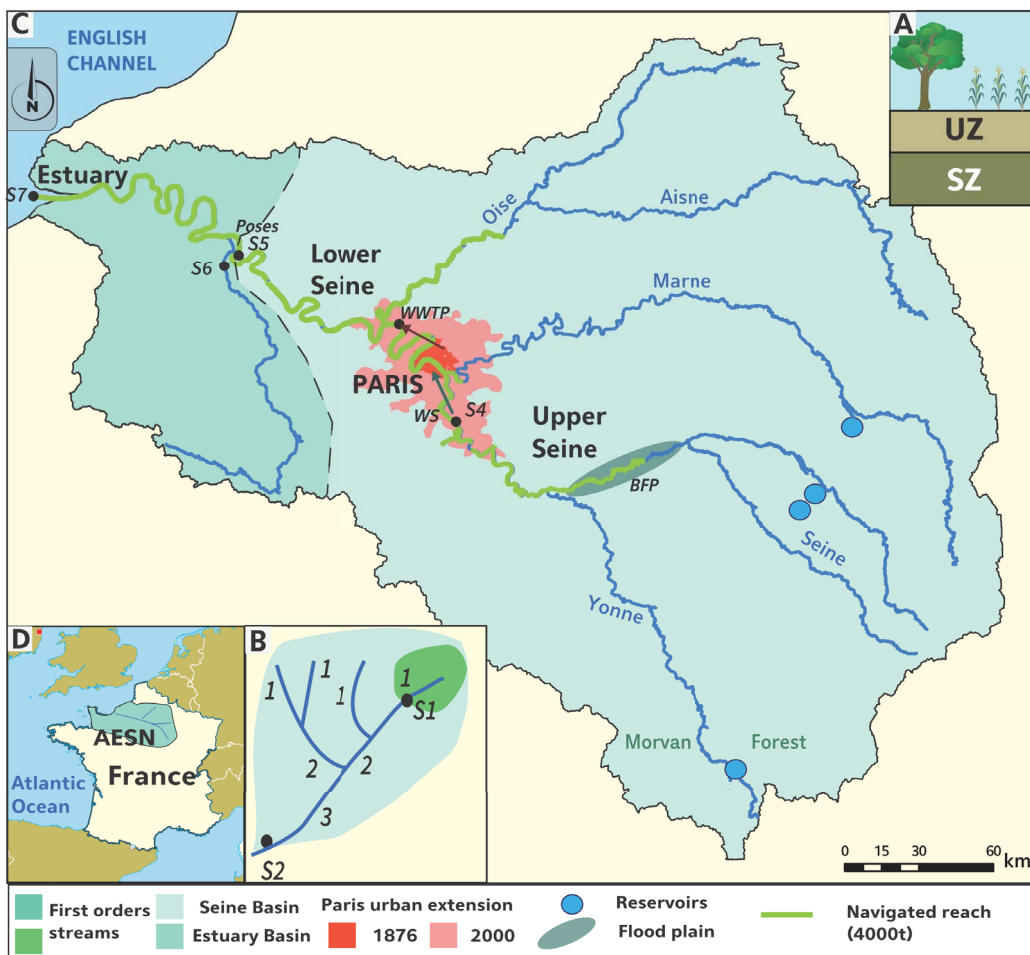 C
ENGLISH
CHANNEL
N
A
UZ
SZ
Estuary
S7
Poses
S5
S6
Lower
Seine
Oise
Aisne
Marne
WWTP
PARIS
WS
S4
Upper
Seine
BFP
Seine
Yonne
Morvan
Forest
0 15 30 60
km
D
AESN
France
Atlantic
Ocean
B
1
1
1
1
S1
2
2
3
S2
First orders
streams
Seine Basin
Estuary Basin
Paris urban extension
1876
2000
Reservoirs
Flood plain
Navigated reach
(4000t)